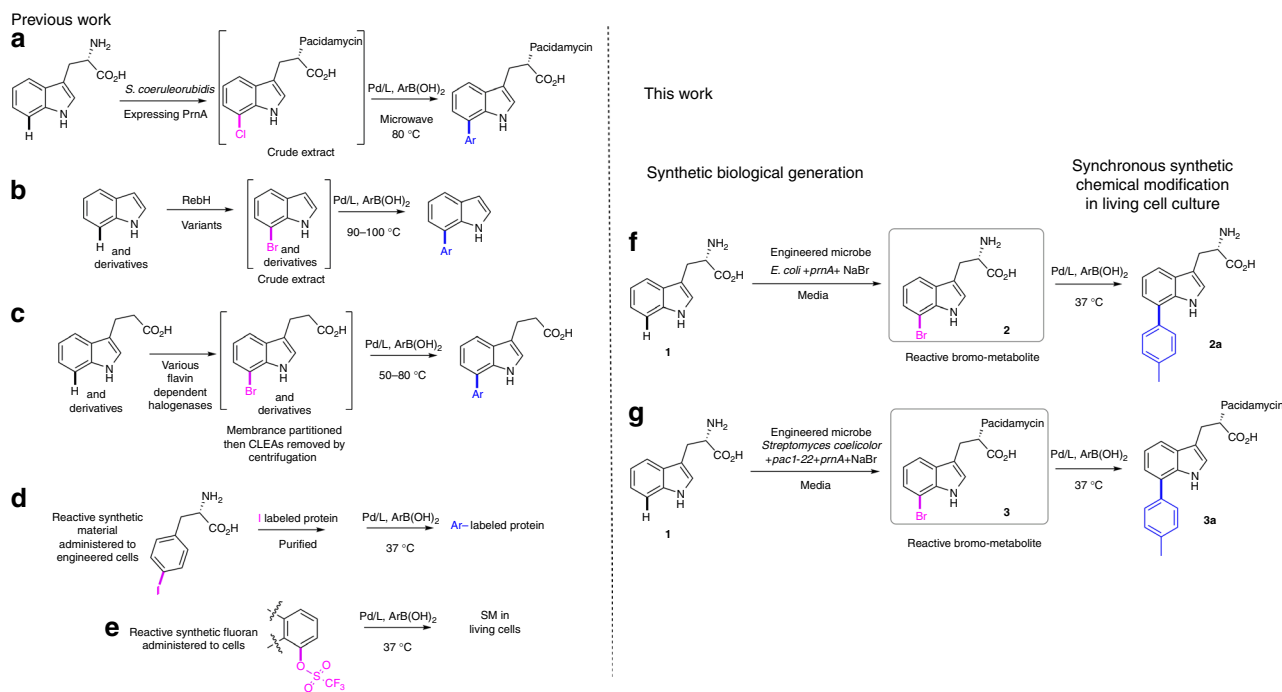 Previous work
a
NH2
CO2H
N
H
H
S. coeruleorubidis
Expressing PrnA
Pacidamycin
CO2H
N
H
Cl
Crude extract
Pd/L, ArB(OH)2
Microwave
80 °C
Pacidamycin
CO2H
N
H
Ar
b
N
H
H
and
derivatives
RebH
Variants
N
H
Br
and
derivatives
Crude extract
Pd/L, ArB(OH)2
90–100 °C
N
H
Ar
c
CO2H
N
H
H
and
derivatives
Various
flavin
dependent
halogenases
CO2H
N
H
Br
and
derivatives
Membrance partitioned
then CLEAs removed by
centrifugation
Pd/L, ArB(OH)2
50–80 °C
CO2H
N
H
Ar
d
Reactive synthetic
material
administered to
engineered cells
NH2
CO2H
I
I labeled protein
Purified
Pd/L, ArB(OH)2
37 °C
Ar– labeled protein
e
Reactive synthetic fluoran
administered to cells
O
S
O
O
CF3
Pd/L, ArB(OH)2
37 °C
SM in
living cells
This work
Synthetic biological generation
Synchronous synthetic
chemical modification
in living cell culture
f
NH2
CO2H
N
H
H
1
Engineered microbe
E. coli +prnA+ NaBr
Media
NH2
CO2H
N
H
Br
2
Reactive bromo-metabolite
Pd/L, ArB(OH)2
37 °C
NH2
CO2H
N
H
2a
g
NH2
CO2H
N
H
H
1
Engineered microbe
Streptomyces coelicolor
+pac1-22+prnA+NaBr
Media
Pacidamycin
CO2H
N
H
Br
3
Reactive bromo-metabolite
Pd/L, ArB(OH)2
37 °C
Pacidamycin
CO2H
N
H
3a